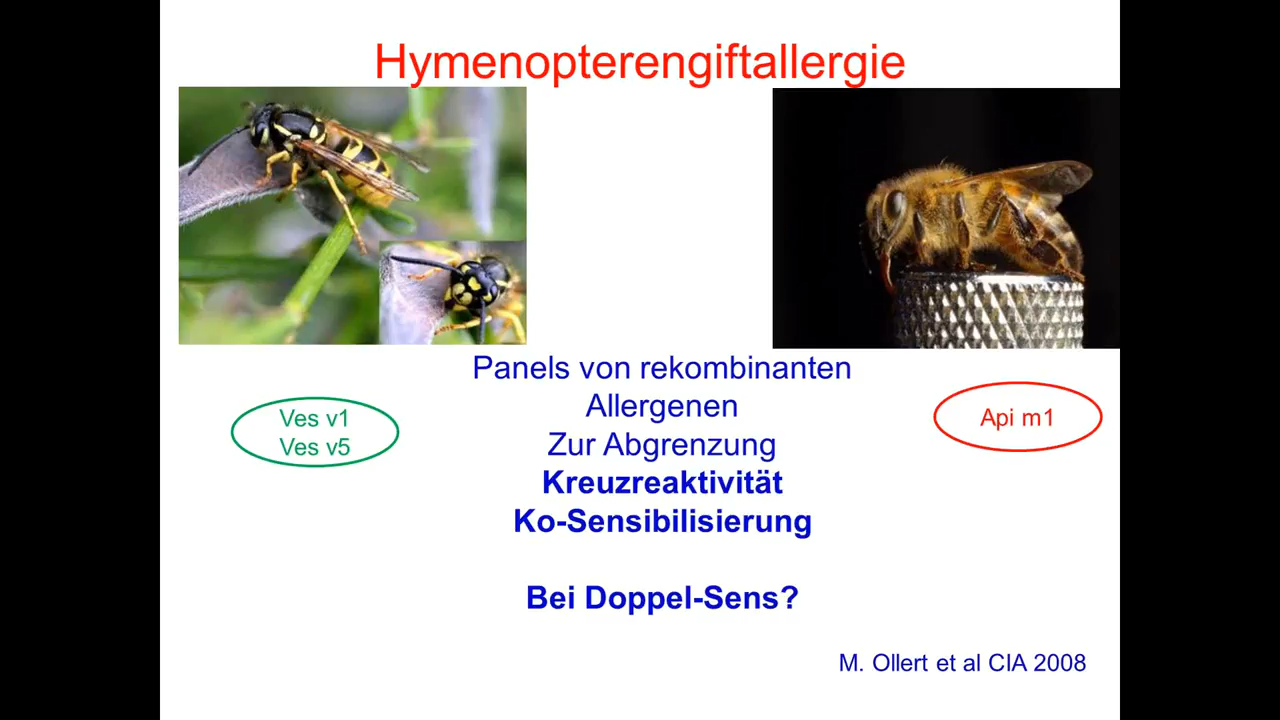 Hymenopterengiftallergie
Panels von rekombinanten
Allergenen
Zur Abgrenzung
Kreuzreaktivität
Ko-Sensibilisierung
Bei Doppel-Sens?
Ves v1
Ves v5
Api m1
M. Ollert et al CIA 2008